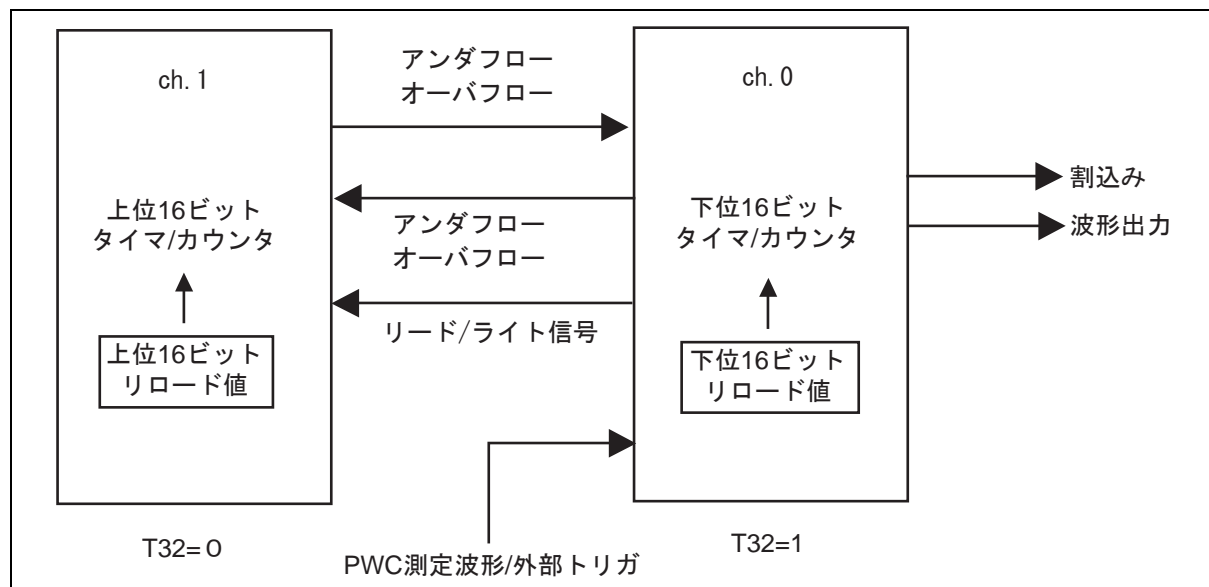 ch. 1
上位16ビット
タイマ/カウンタ
上位16ビット
リロード値
T32=０
アンダフロー
オーバフロー
アンダフロー
オーバフロー
リード/ライト信号
PWC測定波形/外部トリガ
ch. 0
下位16ビット
タイマ/カウンタ
下位16ビット
リロード値
T32=1
割込み
波形出力